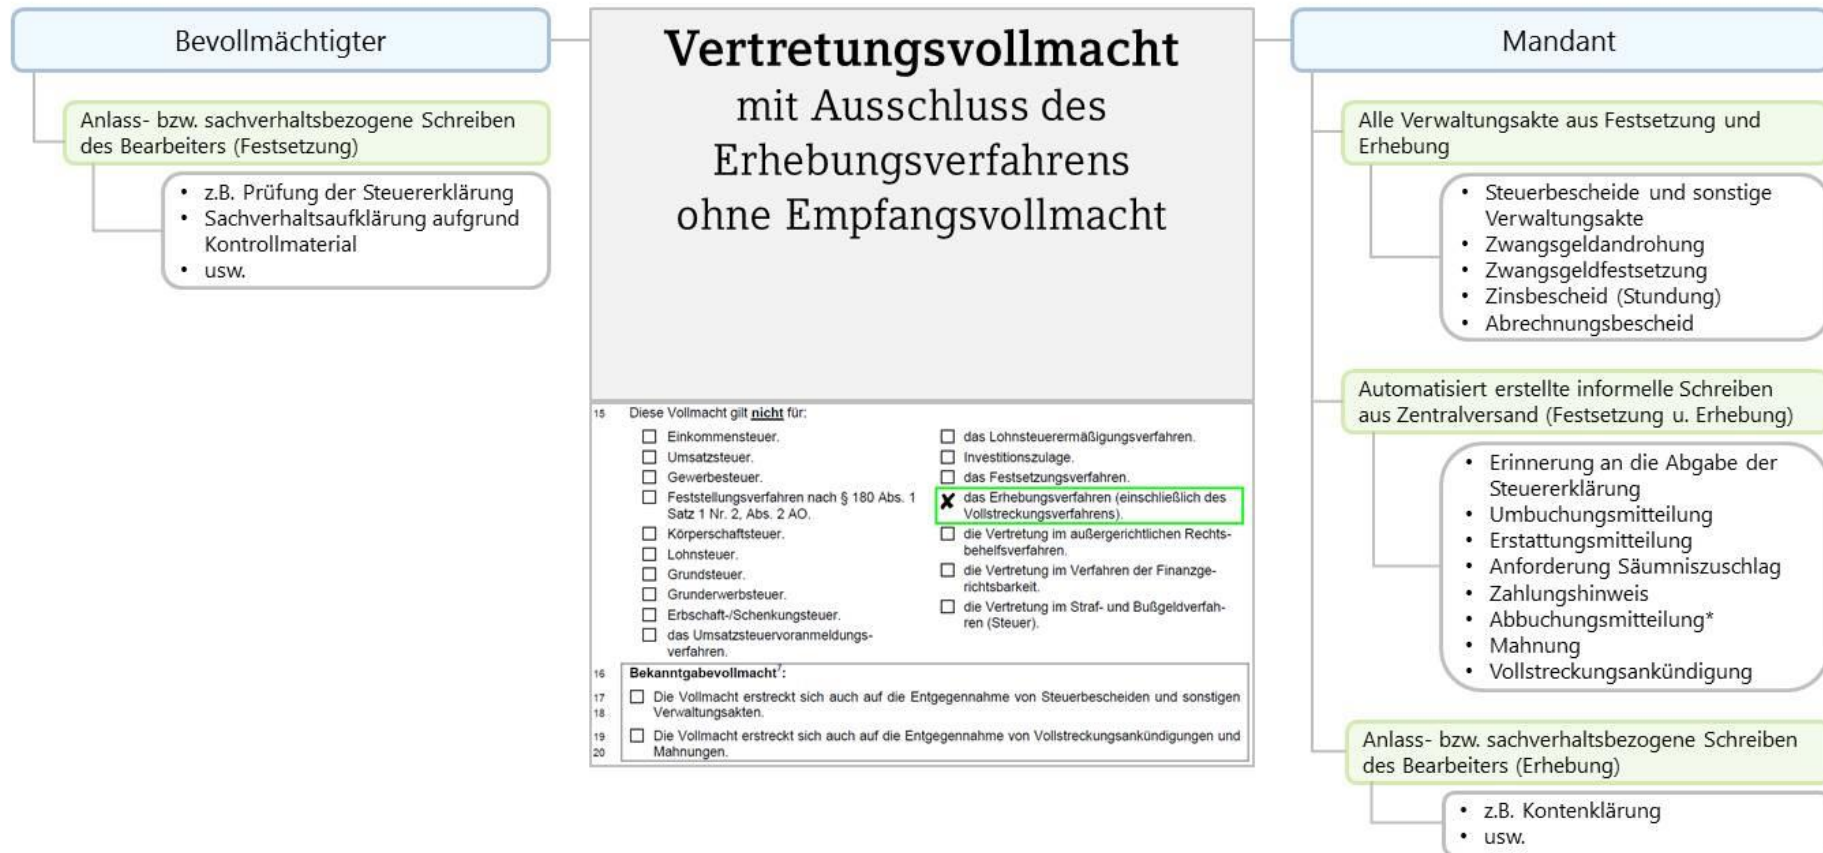 Bevollmächtigter
Anlass- bzw. sachverhaltsbezogene Schreiben
des Bearbeiters (Festsetzung)
• z.B. Prüfung der Steuererklärung
• Sachverhaltsaufklärung aufgrund
Kontrollmaterial
• usw.
Vertretungsvollmacht
mit Ausschluss des
Erhebungsverfahrens
ohne Empfangsvollmacht
15 Diese Vollmacht gilt nicht für:
Einkommensteuer.
Umsatzsteuer.
Gewerbesteuer.
Feststellungsverfahren nach § 180 Abs. 1
Satz 1 Nr. 2, Abs. 2 AO.
Körperschaftsteuer.
Lohnsteuer.
Grundsteuer.
Grunderwerbsteuer.
Erbschaft-/Schenkungsteuer.
das Umsatzsteuervoranmeldungs-
verfahren.
das Lohnsteuerermäßigungsverfahren.
Investitionszulage.
das Festsetzungsverfahren.
✘ das Erhebungsverfahren (einschließlich des
Vollstreckungsverfahrens).
die Vertretung im außergerichtlichen Rechts-
behelfsverfahren.
die Vertretung im Verfahren der Finanzge-
richtsbarkeit.
die Vertretung im Straf- und Bußgeldverfah-
ren (Steuer).
16 Bekanntgabevollmacht⁷:
17 Die Vollmacht erstreckt sich auch auf die Entgegennahme von Steuerbescheiden und sonstigen
18 Verwaltungsakten.
19 Die Vollmacht erstreckt sich auch auf die Entgegennahme von Vollstreckungsankündigungen und
20 Mahnungen.
Mandant
Alle Verwaltungsakte aus Festsetzung und
Erhebung
• Steuerbescheide und sonstige
Verwaltungsakte
• Zwangsgeldandrohung
• Zwangsgeldfestsetzung
• Zinsbescheid (Stundung)
• Abrechnungsbescheid
Automatisiert erstellte informelle Schreiben
aus Zentralversand (Festsetzung u. Erhebung)
• Erinnerung an die Abgabe der
Steuererklärung
• Umbuchungsmitteilung
• Erstattungsmitteilung
• Anforderung Säumniszuschlag
• Zahlungshinweis
• Abbuchungsmitteilung*
• Mahnung
• Vollstreckungsankündigung
Anlass- bzw. sachverhaltsbezogene Schreiben
des Bearbeiters (Erhebung)
• z.B. Kontenklärung
• usw.